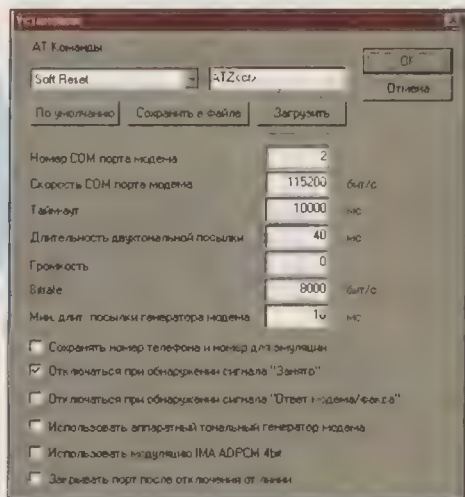 Установки
АТ Команды
OK
Soft Reset
ATZ<cr>
Отмена
По умолчанию
Сохранить в файле
Загрузить
Номер COM порта модема 2
Скорость COM порта модема 115200 бит/с
Таймаут 10000 мс
Длительность двухтональной посылки 40 мс
Громкость 0
Bitrate 8000 бит/с
Мин. длит. посылки генератора модема 10 мс
Сохранять номер телефона и номер для эмуляции
Отключаться при обнаружении сигнала "Занято"
Отключаться при обнаружении сигнала "Ответ модема/факса"
Использовать аппаратный тональный генератор модема
Использовать модуляцию IMA ADPCM 4bit
Закрывать порт после отключения от линии